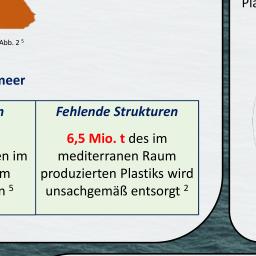 Pla
Abb. 2 5
meer
n
Fehlende Strukturen
6,5 Mio. t des im
en im
mediterranen Raum
m
produzierten Plastiks wird
n 5
unsachgemäß entsorgt 2